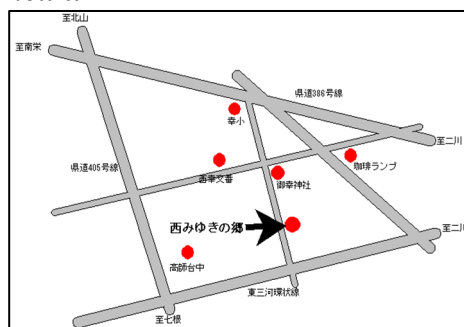 至北山
至南栄
県道386号線
幸小
至二川
県道405号線
西幸交番
御幸神社
珈琲ランプ
西みゆきの郷
至二川
高師台中
東三河環状線
至七根